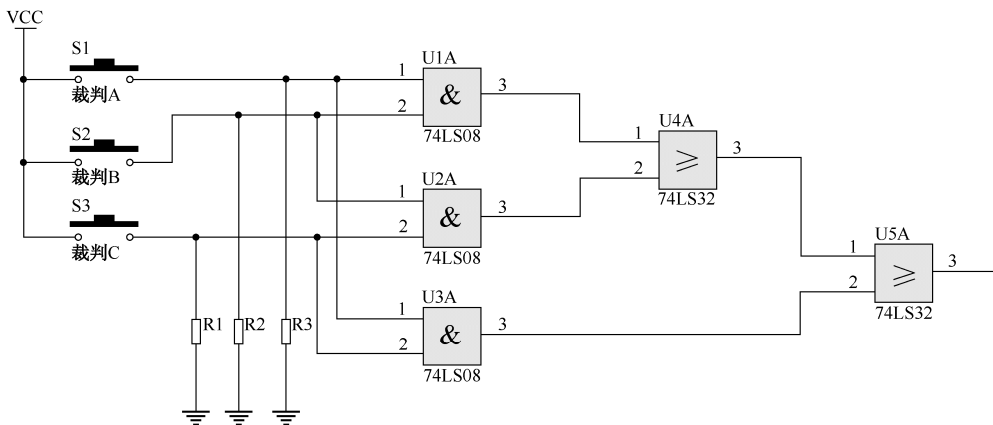 VCC
S1
裁判A
S2
裁判B
S3
裁判C
R1
R2
R3
U1A
1
2
&
3
74LS08
U2A
1
2
&
3
74LS08
U3A
1
2
&
3
74LS08
U4A
1
2
≥
3
74LS32
U5A
1
2
≥
3
74LS32